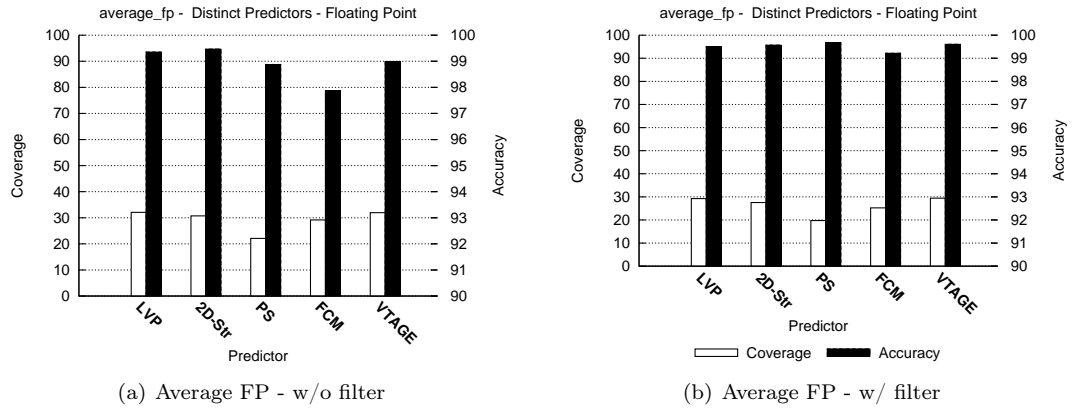 average_fp - Distinct Predictors - Floating Point
100
90
80
70
60
50
40
30
20
10
0
Coverage
100
99
98
97
96
95
94
93
92
91
90
Accuracy
LVP
2D-Str
PS
FCM
VTAGE
Predictor
(a) Average FP - w/o filter
average_fp - Distinct Predictors - Floating Point
100
90
80
70
60
50
40
30
20
10
0
Coverage
100
99
98
97
96
95
94
93
92
91
90
Accuracy
LVP
2D-Str
PS
FCM
VTAGE
Predictor
Coverage Accuracy
(b) Average FP - w/ filter